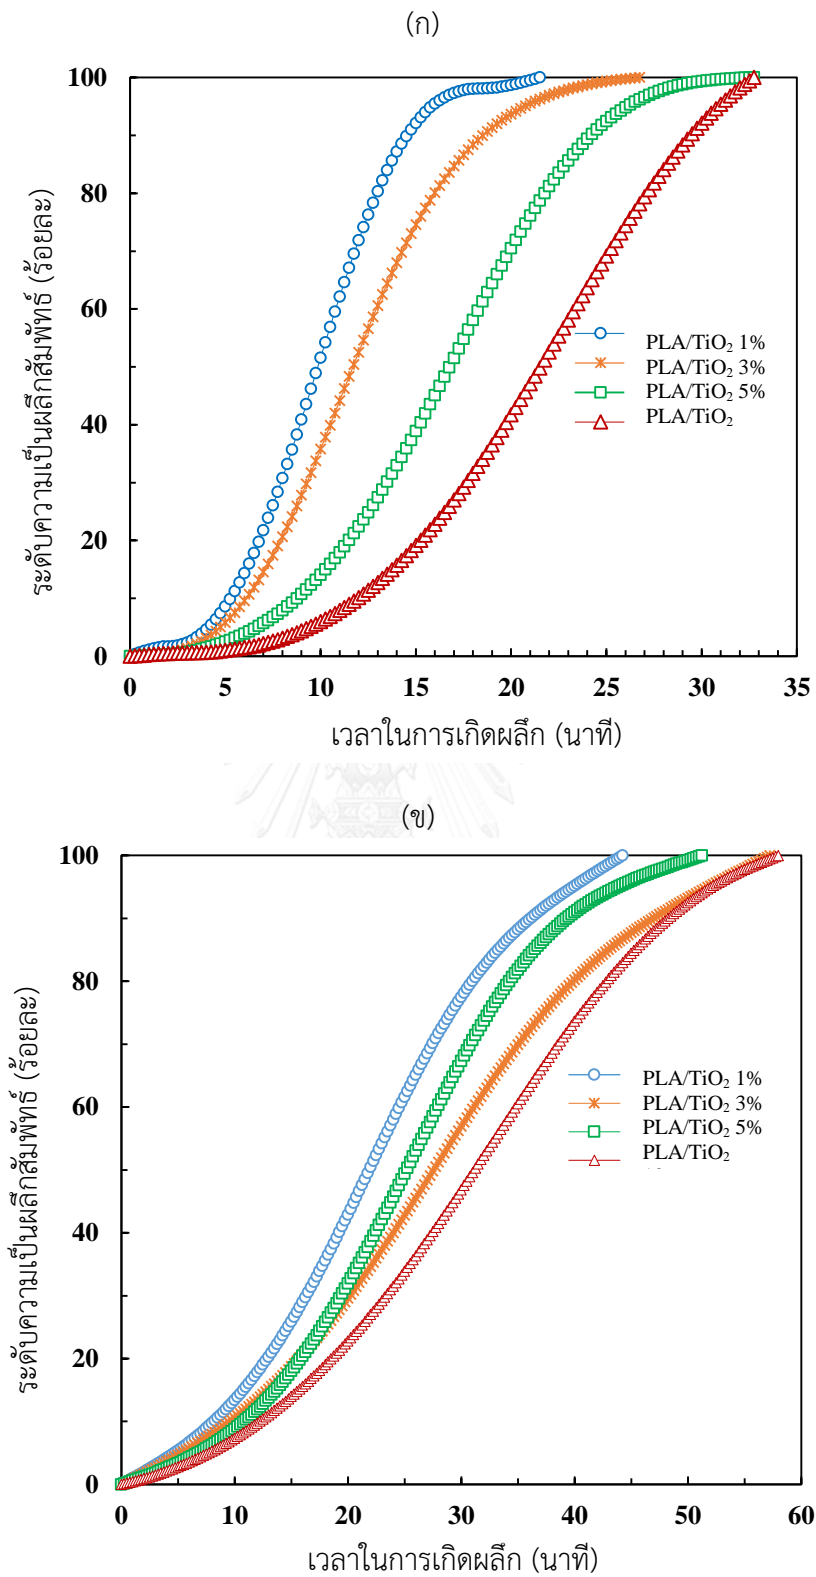 (ก)
100
80
60
40
20
0
ระดับความเป็นผลึกสัมพัทธ์ (ร้อยละ)
PLA/TiO₂ 1%
PLA/TiO₂ 3%
PLA/TiO₂ 5%
PLA/TiO₂
0 5 10 15 20 25 30 35
เวลาในการเกิดผลึก (นาที)
(ข)
100
80
60
40
20
0
ระดับความเป็นผลึกสัมพัทธ์ (ร้อยละ)
PLA/TiO₂ 1%
PLA/TiO₂ 3%
PLA/TiO₂ 5%
PLA/TiO₂
0 10 20 30 40 50 60
เวลาในการเกิดผลึก (นาที)